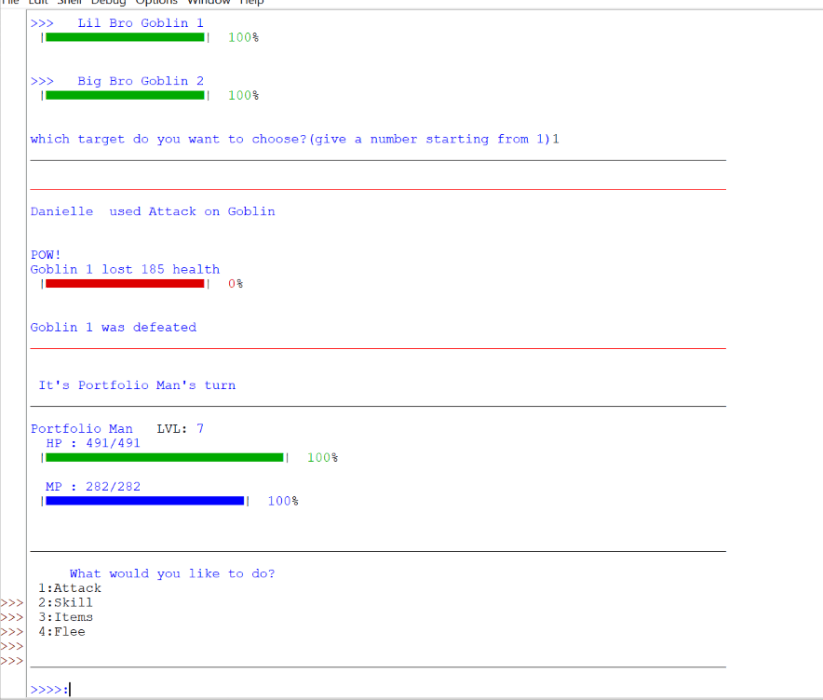 File Edit Shell Debug Options Window Help
>>> Lil Bro Goblin 1
| | 100%
>>> Big Bro Goblin 2
| | 100%
which target do you want to choose?(give a number starting from 1)1
Danielle used Attack on Goblin
POW!
Goblin 1 lost 185 health
| | 0%
Goblin 1 was defeated
It's Portfolio Man's turn
Portfolio Man LVL: 7
HP : 491/491
| | 100%
MP : 282/282
| | 100%
What would you like to do?
1:Attack
>>> 2:Skill
>>> 3:Items
>>> 4:Flee
>>>
>>>
>>>>: